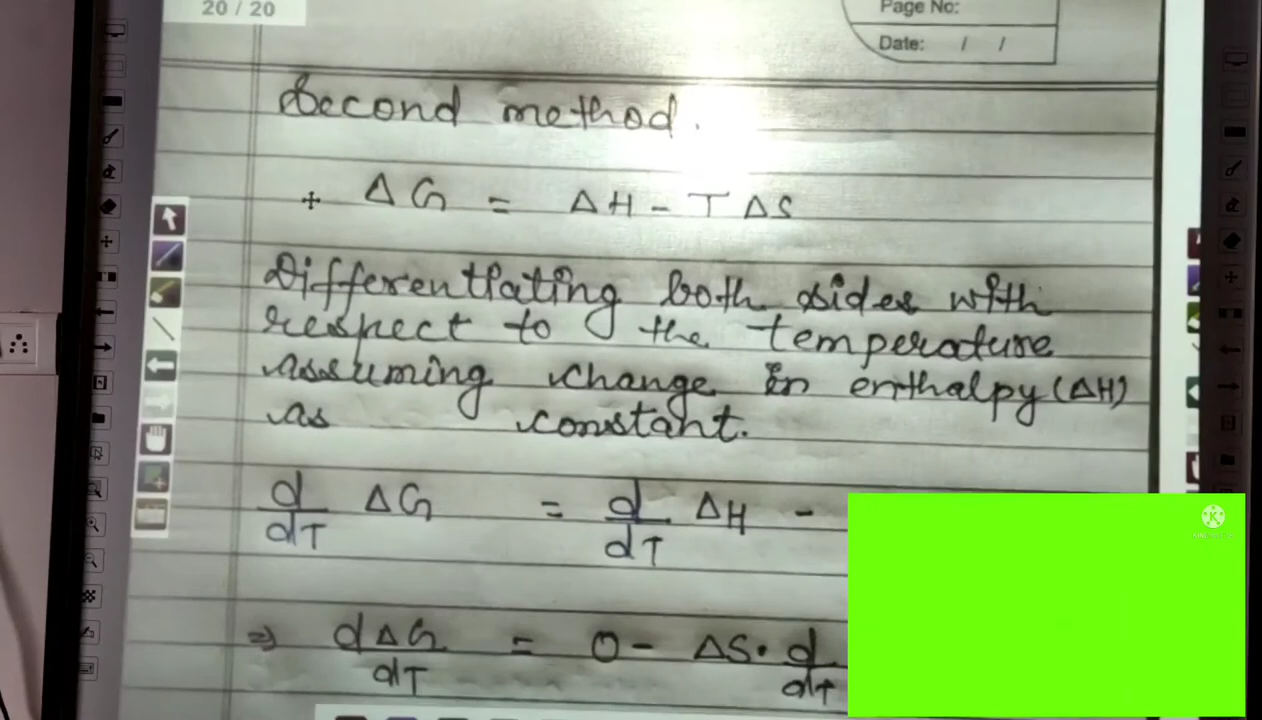 20 / 20
Page No:
Date: / /
Second method.
ΔG = ΔH - TΔS
Differentiating both sides with
respect to the temperature
assuming change in enthalpy (ΔH)
as constant.
d/dT ΔG = d/dT ΔH -
⇒ dΔG/dT = 0 - ΔS · d/dT